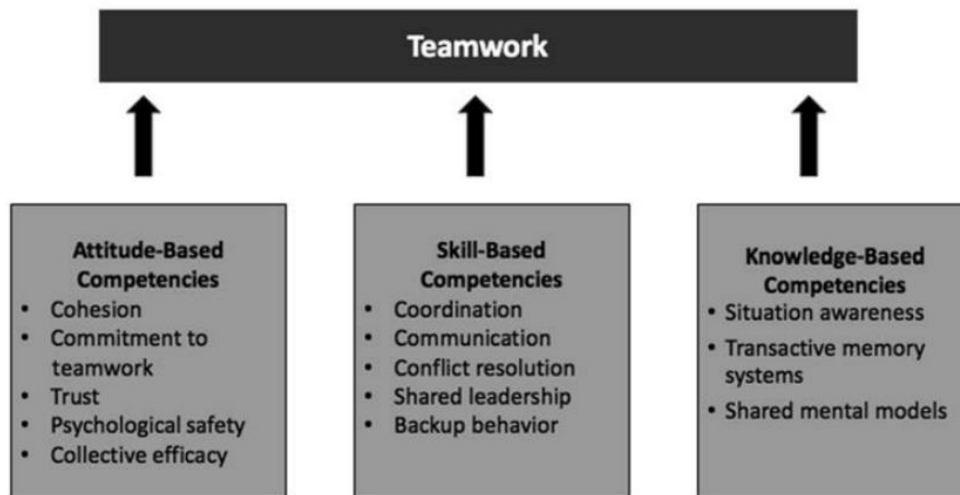 Teamwork
Attitude-Based
Competencies
• Cohesion
• Commitment to
teamwork
• Trust
• Psychological safety
• Collective efficacy
Skill-Based
Competencies
• Coordination
• Communication
• Conflict resolution
• Shared leadership
• Backup behavior
Knowledge-Based
Competencies
• Situation awareness
• Transactive memory
systems
• Shared mental models